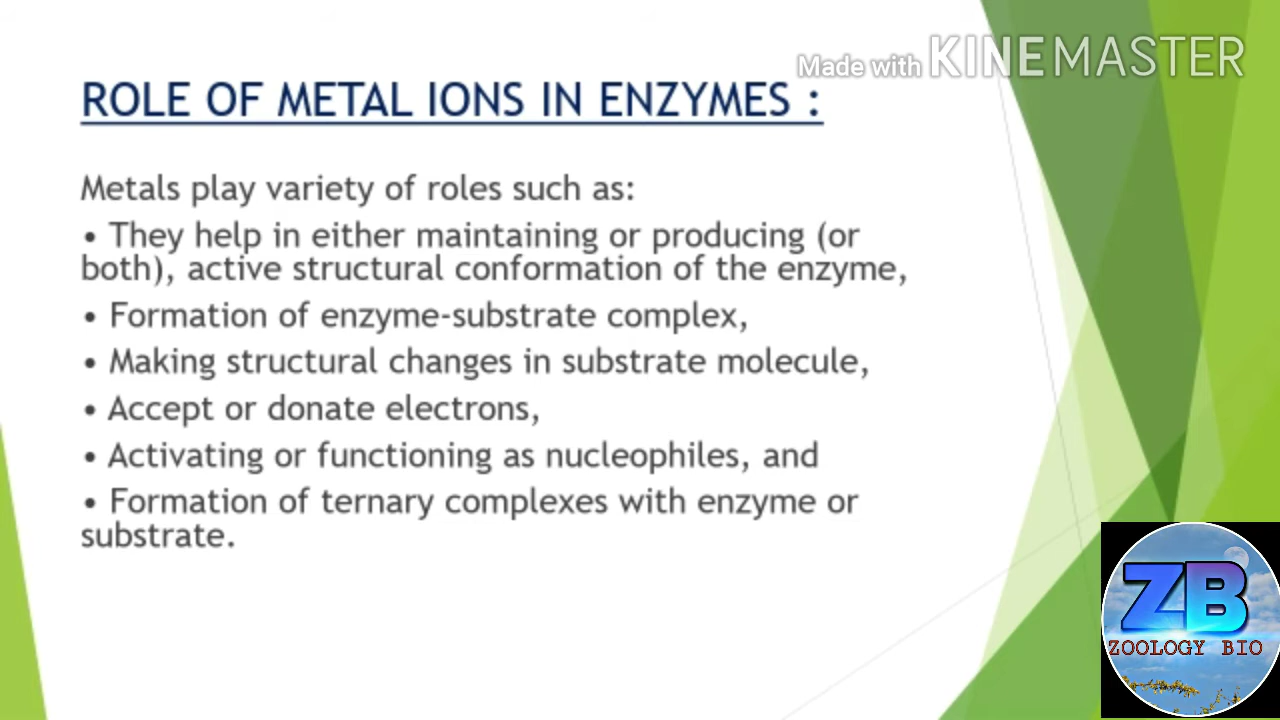 Made with KINEMASTER
ROLE OF METAL IONS IN ENZYMES :
Metals play variety of roles such as:
• They help in either maintaining or producing (or
both), active structural conformation of the enzyme,
• Formation of enzyme-substrate complex,
• Making structural changes in substrate molecule,
• Accept or donate electrons,
• Activating or functioning as nucleophiles, and
• Formation of ternary complexes with enzyme or
substrate.
ZB
ZOOLOGY BIO